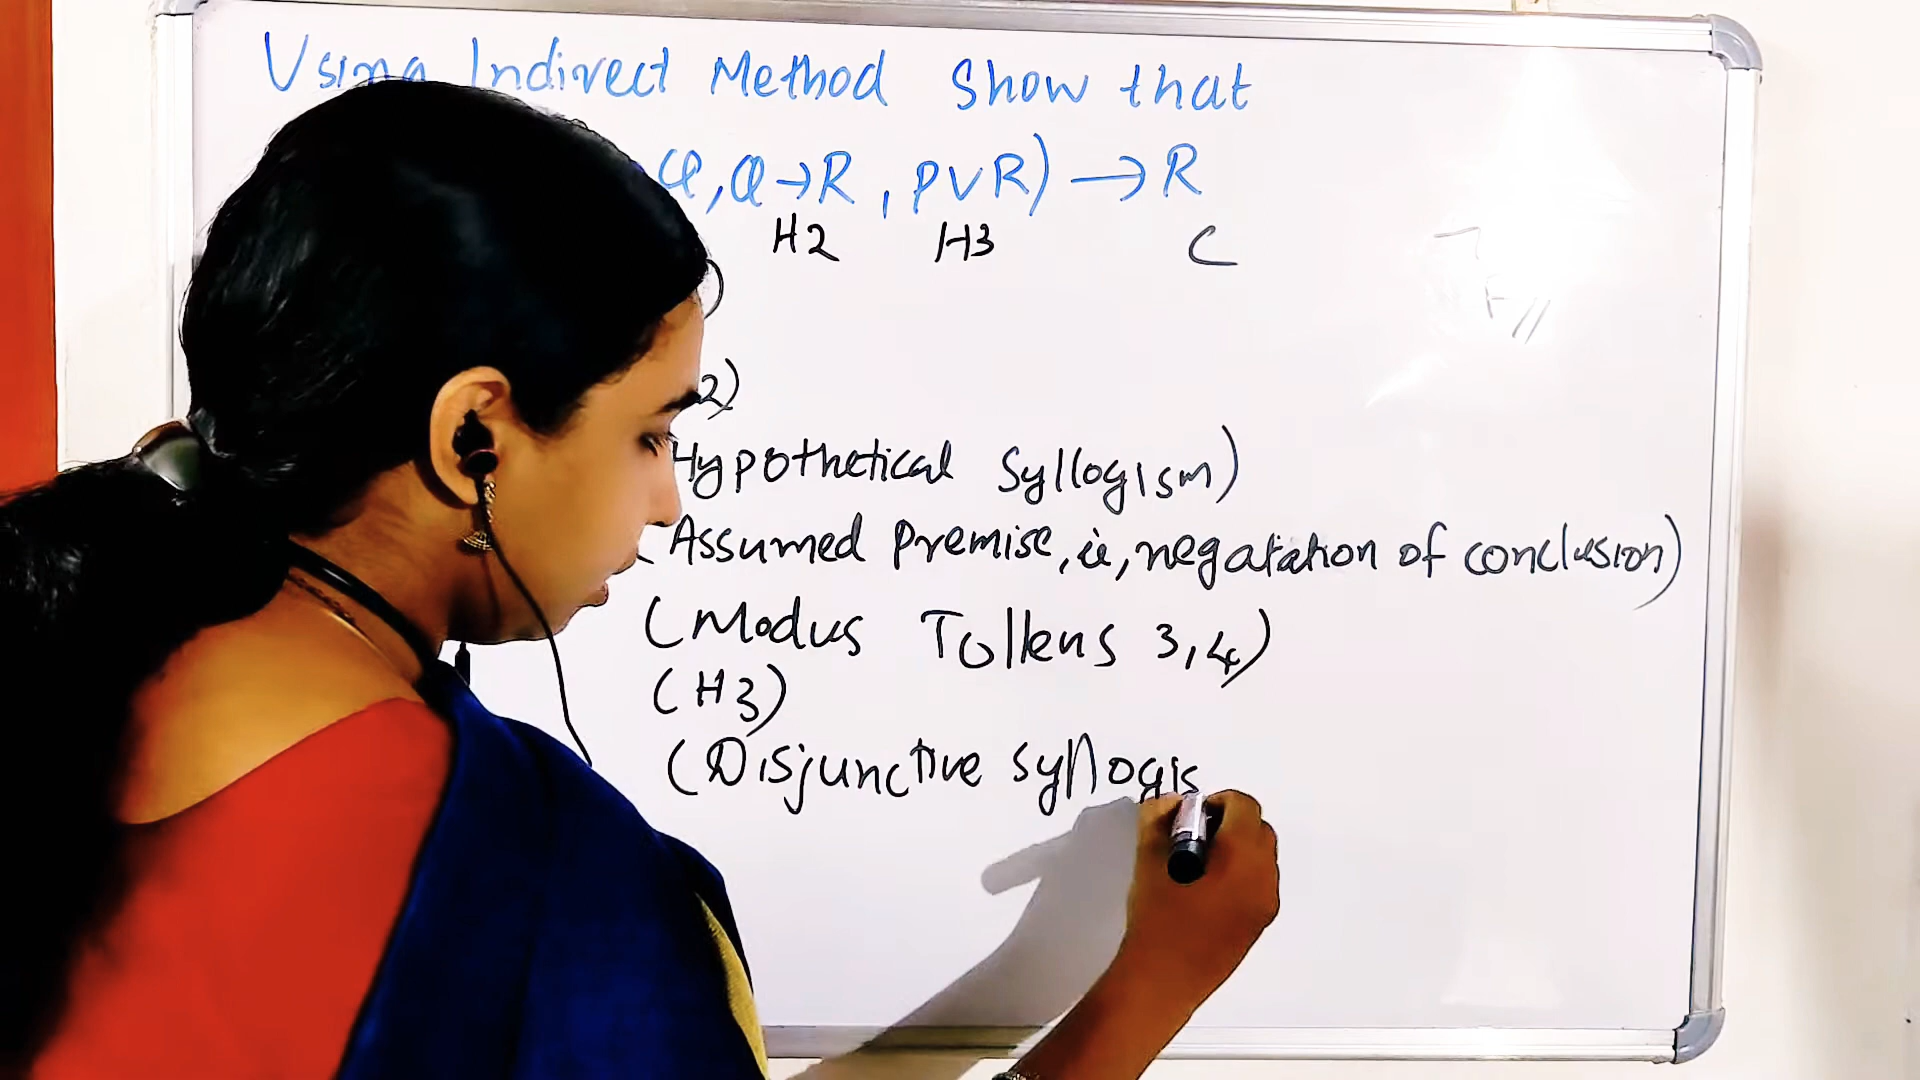 Using Indirect Method Show that
Q, Q→R , PVR) → R
H2 H3 C
)
2)
Hypothetical Syllogism)
(Assumed Premise, ie, negatation of conclusion)
(Modus Tollens 3,4)
(H3)
(Disjunctive syllogis